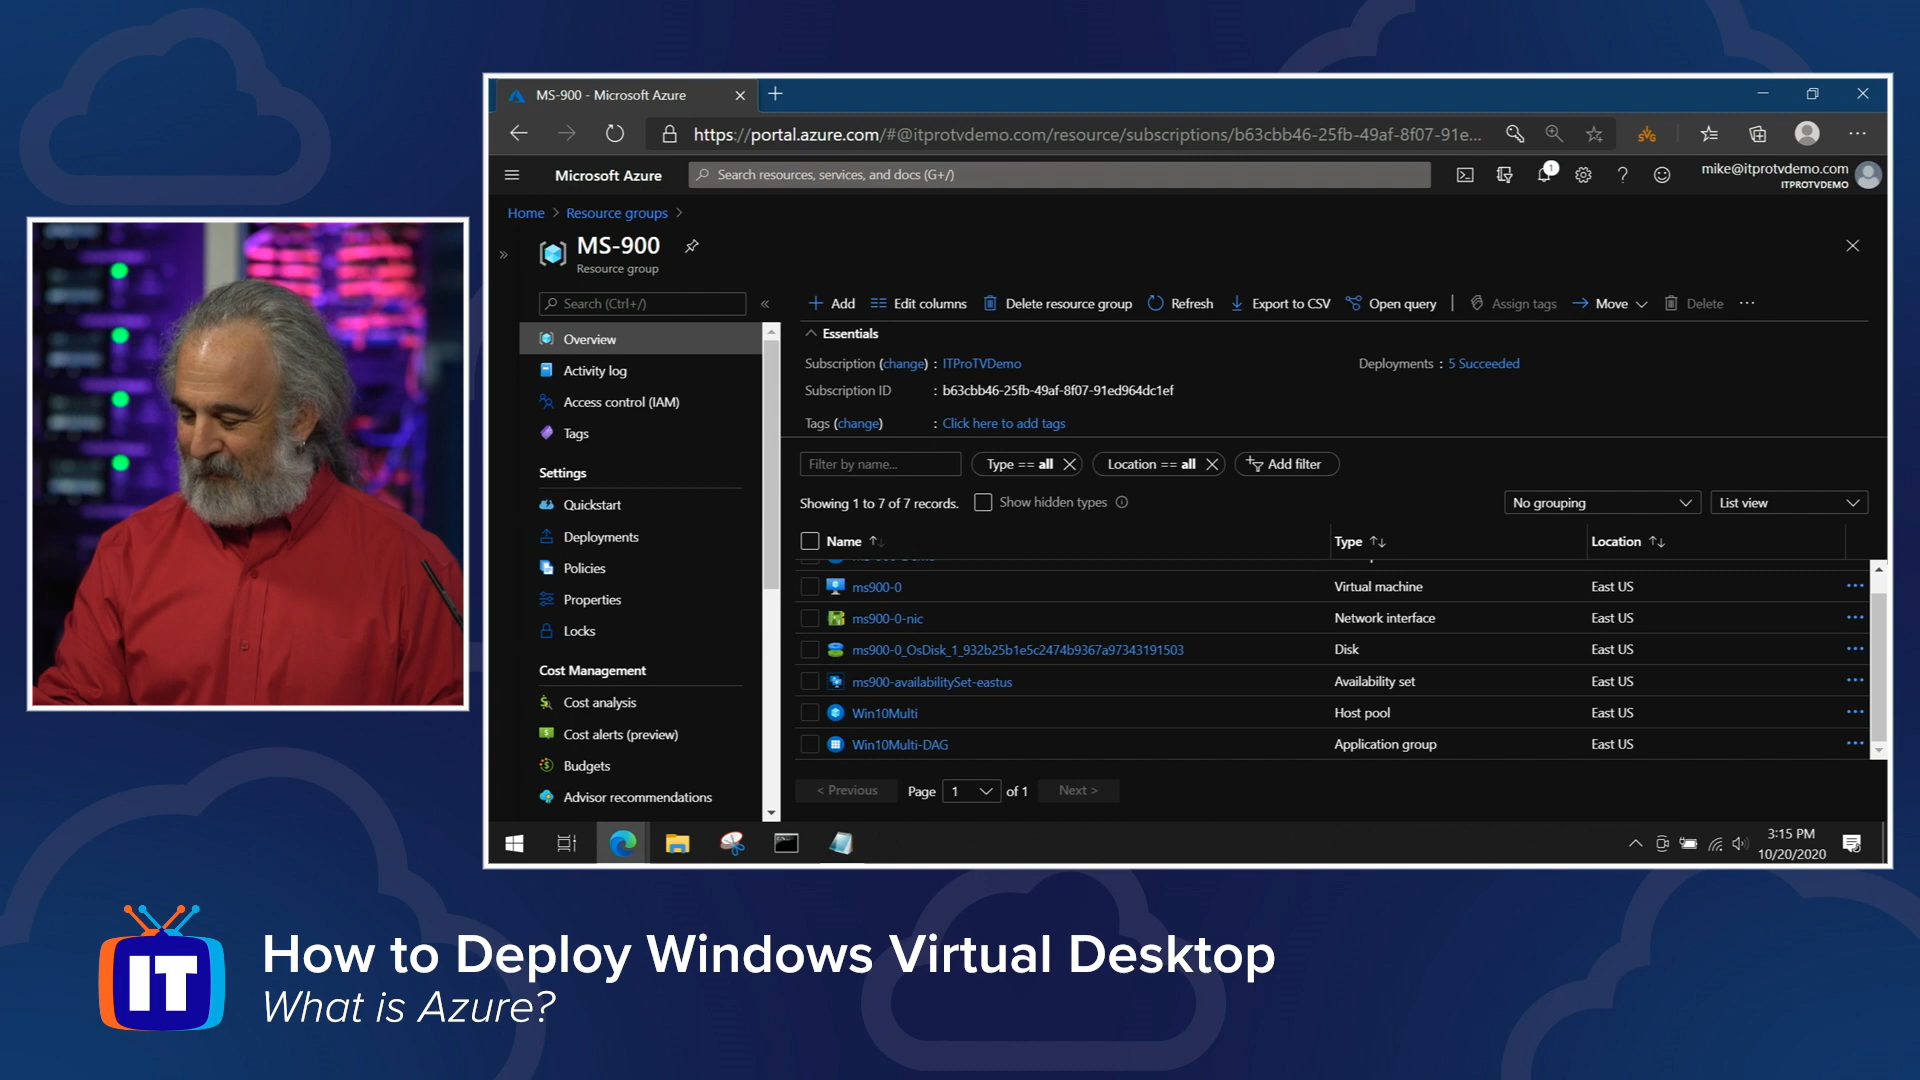 MS-900 - Microsoft Azure
https://portal.azure.com/#@itprotvdemo.com/resource/subscriptions/b63cbb46-25fb-49af-8f07-91e...
Microsoft Azure
Search resources, services, and docs (G+/)
1
mike@itprotvdemo.com
ITPROTVDEMO
Home > Resource groups >
MS-900
Resource group
Search (Ctrl+/)
Add
Edit columns
Delete resource group
Refresh
Export to CSV
Open query
Assign tags
Move
Delete
Overview
Activity log
Access control (IAM)
Tags
Settings
Quickstart
Deployments
Policies
Properties
Locks
Cost Management
Cost analysis
Cost alerts (preview)
Budgets
Advisor recommendations
Essentials
Subscription (change) : ITProTVDemo
Deployments : 5 Succeeded
Subscription ID : b63cbb46-25fb-49af-8f07-91ed964dc1ef
Tags (change) : Click here to add tags
Filter by name...
Type == all
Location == all
Add filter
Showing 1 to 7 of 7 records.
Show hidden types
No grouping
List view
Name Type Location
ms900-0 Virtual machine East US
ms900-0-nic Network interface East US
ms900-0_OsDisk_1_932b25b1e5c2474b9367a97343191503 Disk East US
ms900-availabilitySet-eastus Availability set East US
Win10Multi Host pool East US
Win10Multi-DAG Application group East US
< Previous Page 1 of 1 Next >
3:15 PM
10/20/2020
IT
How to Deploy Windows Virtual Desktop
What is Azure?